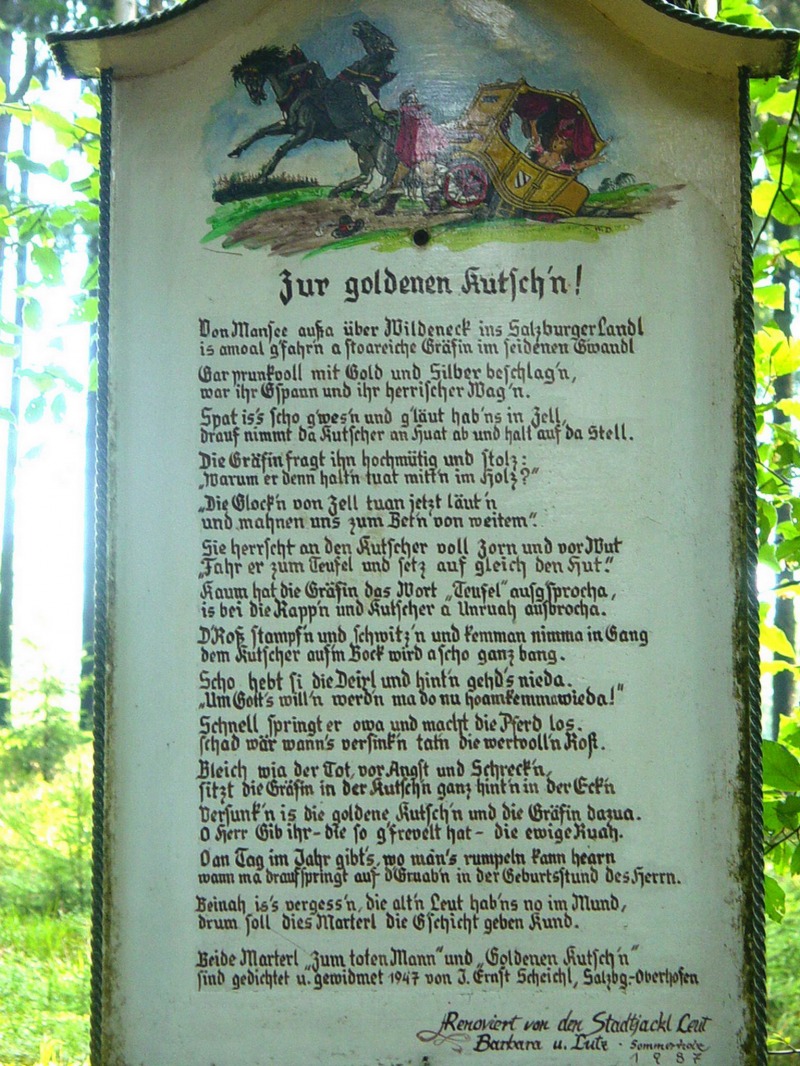 Zur goldenen Kutsch'n!
Von Mansee außa über Wildeneck ins Salzburger Landl
is amoal g'fahr'n a stoareiche Gräfin im seidenen Gwandl
Gar prunkvoll mit Gold und Silber beschlag'n,
war ihr Gspann und ihr herrischer Wag'n.
Spat is's scho g'wes'n und g'läut hab'ns in Zell,
drauf nimmt da Kutscher an Huat ab und halt auf da Stell.
Die Gräfin fragt ihn hochmütig und stolz:
„Warum er denn halt'n tuat mitt'n im Holz?"
„Die Glock'n von Zell tuan jetzt läut'n
und mahnen uns zum Bet'n von weitem".
Sie herrscht an den Kutscher voll Zorn und vor Wut
„Fahr er zum Teufel und setz auf gleich den Hut."
Kaum hat die Gräfin das Wort „Teufel" ausg'sprocha,
is bei die Rapp'n und Kutscher a Unruah ausbrocha.
D'Roß stampf'n und schwitz'n und kemman nimma in Gang
dem Kutscher aufm Bock wird a scho ganz bang.
Scho hebt si die Deixl und hint'n gehd's nieda.
„Um Gott's will'n werd'n ma do nu hoamkemma wieda!"
Schnell springt er owa und macht die Pferd los.
schad wär wann's versink'n tatn die wertvoll'n Roß.
Bleich wia der Tot, vor Angst und Schreck'n,
sitzt die Gräfin in der Kutsch'n ganz hint'n in der Eck'n
Versunk'n is die goldene Kutsch'n und die Gräfin dazua.
O Herr Gib ihr - die so g'frevelt hat - die ewige Ruah.
Oan Tag im Jahr gibt's, wo man's rumpeln kann hearn
wann ma draufspringt auf d'Gruab'n in der Geburtsstund des Herrn.
Beinah is's vergess'n, die alt'n Leut hab'ns no im Mund,
drum soll dies Marterl die Gschicht geben Kund.
Beide Marterl „Zum toten Mann" und „Goldenen Kutsch'n"
sind gedichtet u. gewidmet 1947 von J. Ernst Scheichl, Salzbg.-Oberhofen
Renoviert von den Stadtjackl Leut
Barbara u. Lutz · Sommerholz
1987